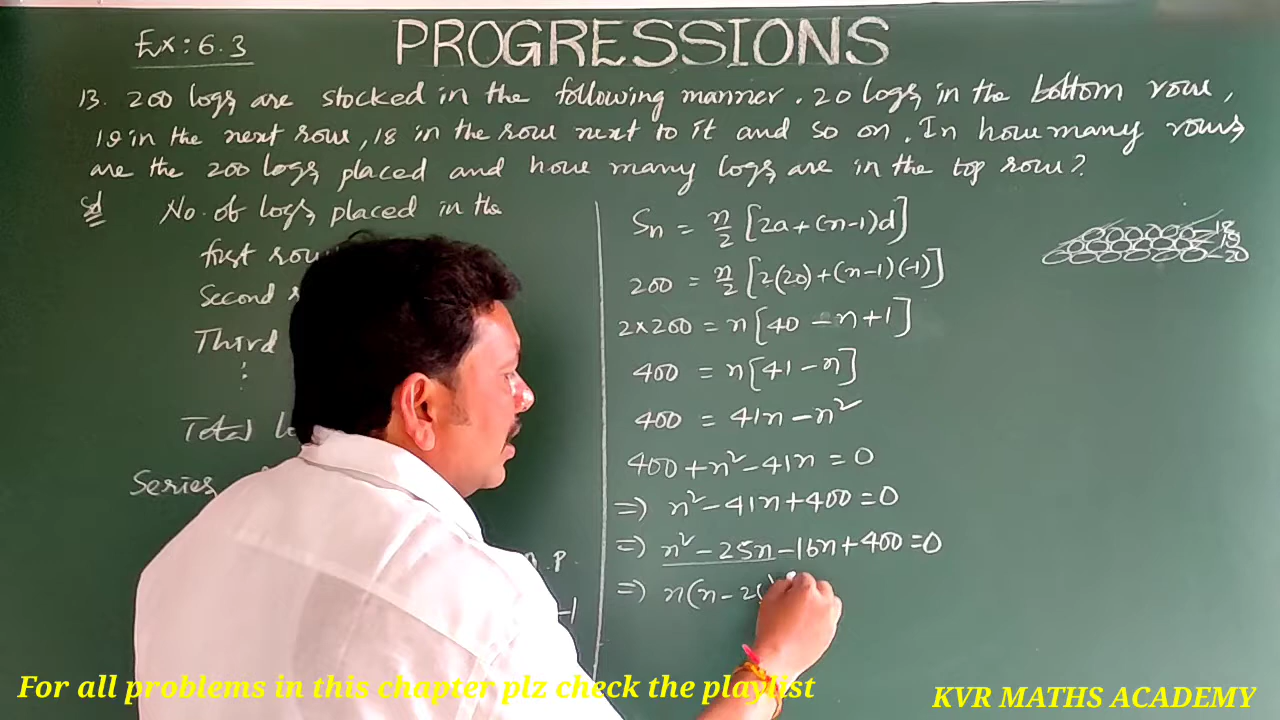 Ex: 6.3
PROGRESSIONS
13. 200 logs are stocked in the following manner. 20 logs in the bottom row,
19 in the next row, 18 in the row next to it and so on. In how many rows
are the 200 logs placed and how many logs are in the top row?
Sol No. of logs placed in the
first row
Second
Third
⋮
Total
Series
P.
-1
Sn = n/2 [2a+(n-1)d]
200 = n/2 [2(20)+(n-1)(-1)]
2×200 = n[40 -n+1]
400 = n[41-n]
400 = 41n-n²
400+n²-41n = 0
=> n²-41n+400=0
=> n²-25n-16n+400=0
=> n(n-2
18
19
20
For all problems in this chapter plz check the playlist
KVR MATHS ACADEMY